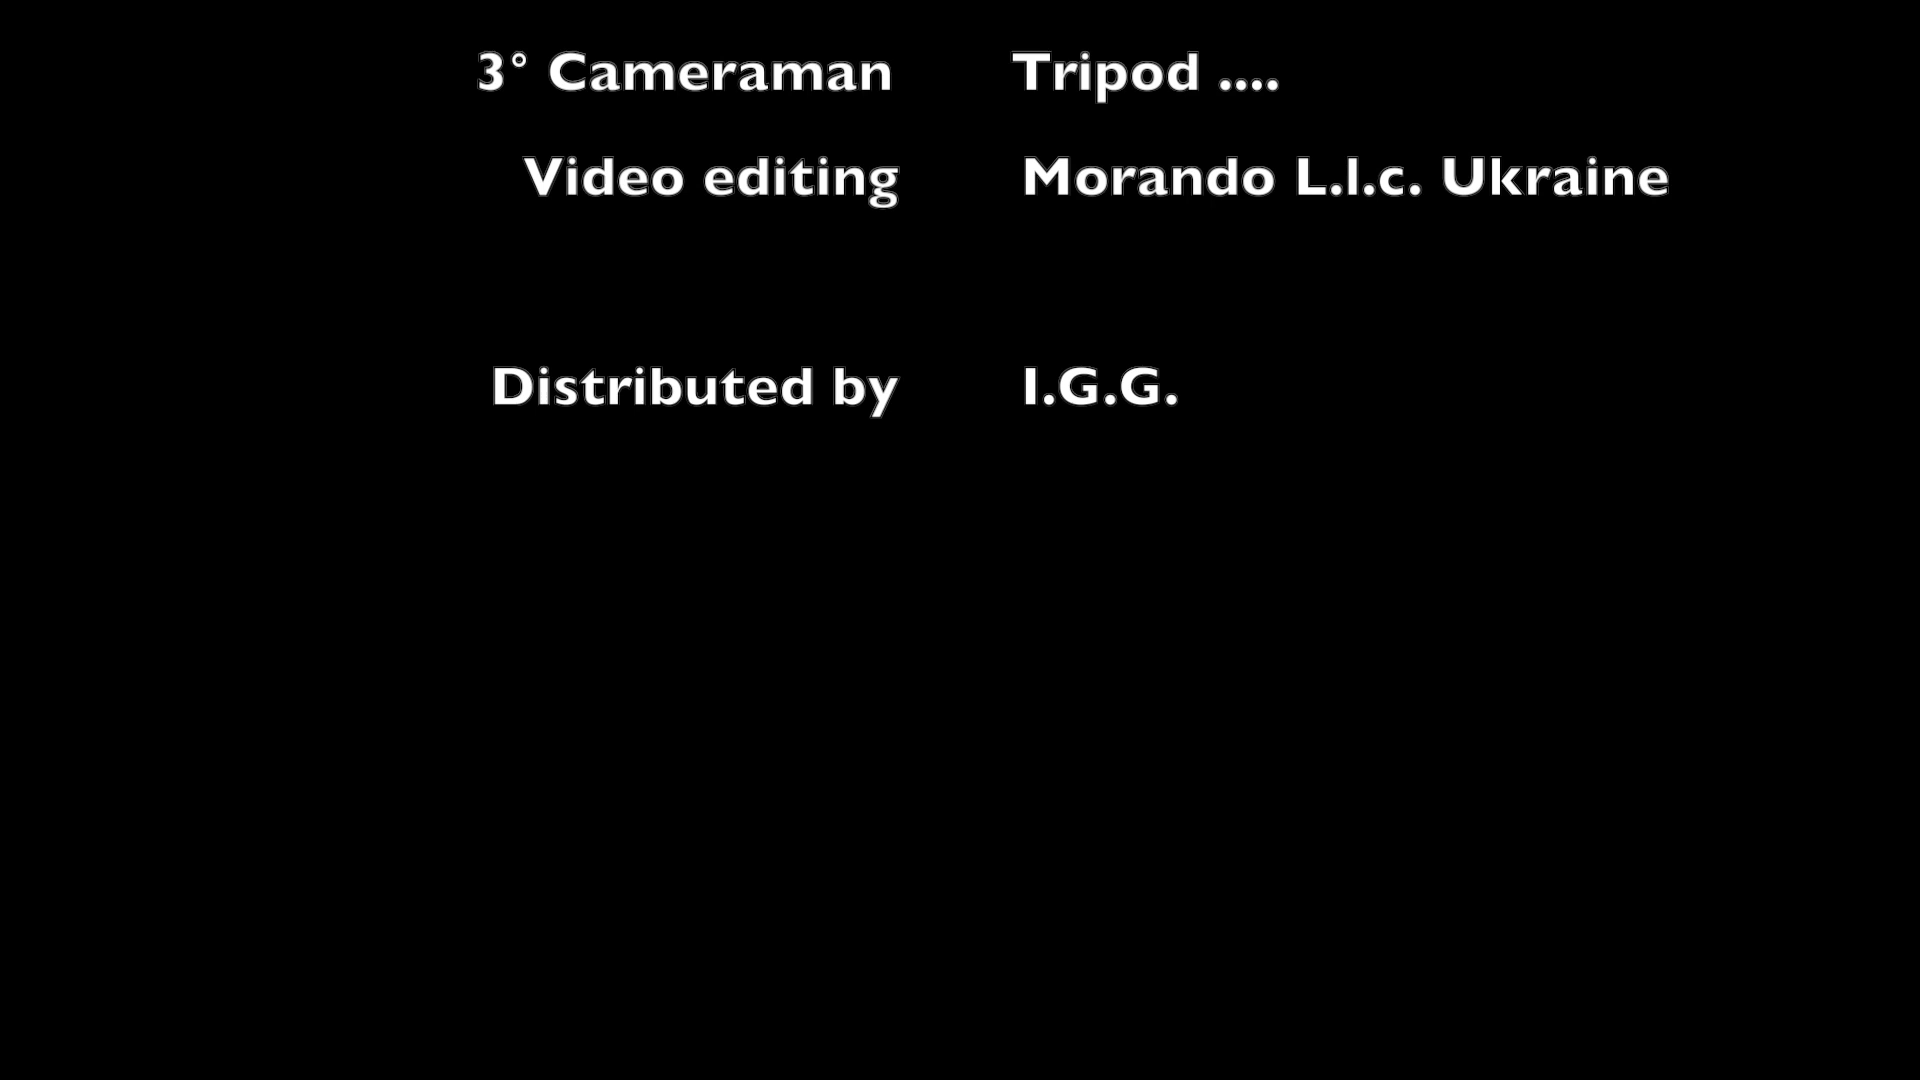 3° Cameraman Tripod ....
Video editing Morando L.l.c. Ukraine
Distributed by I.G.G.